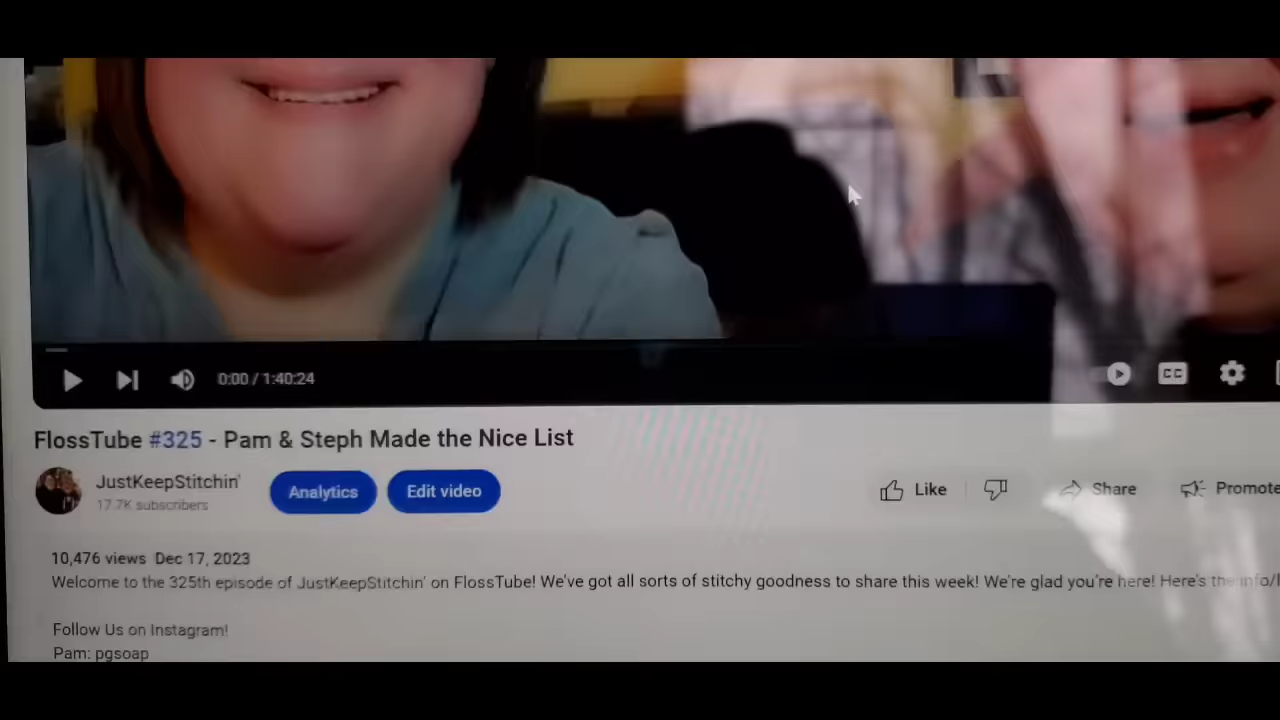 0:00 / 1:40:24
CC
FlossTube #325 - Pam & Steph Made the Nice List
JustKeepStitchin'
17.7K subscribers
Analytics
Edit video
Like
Share
Promote
10,476 views Dec 17, 2023
Welcome to the 325th episode of JustKeepStitchin' on FlossTube! We've got all sorts of stitchy goodness to share this week! We're glad you're here! Here's the info/
Follow Us on Instagram!
Pam: pgsoap